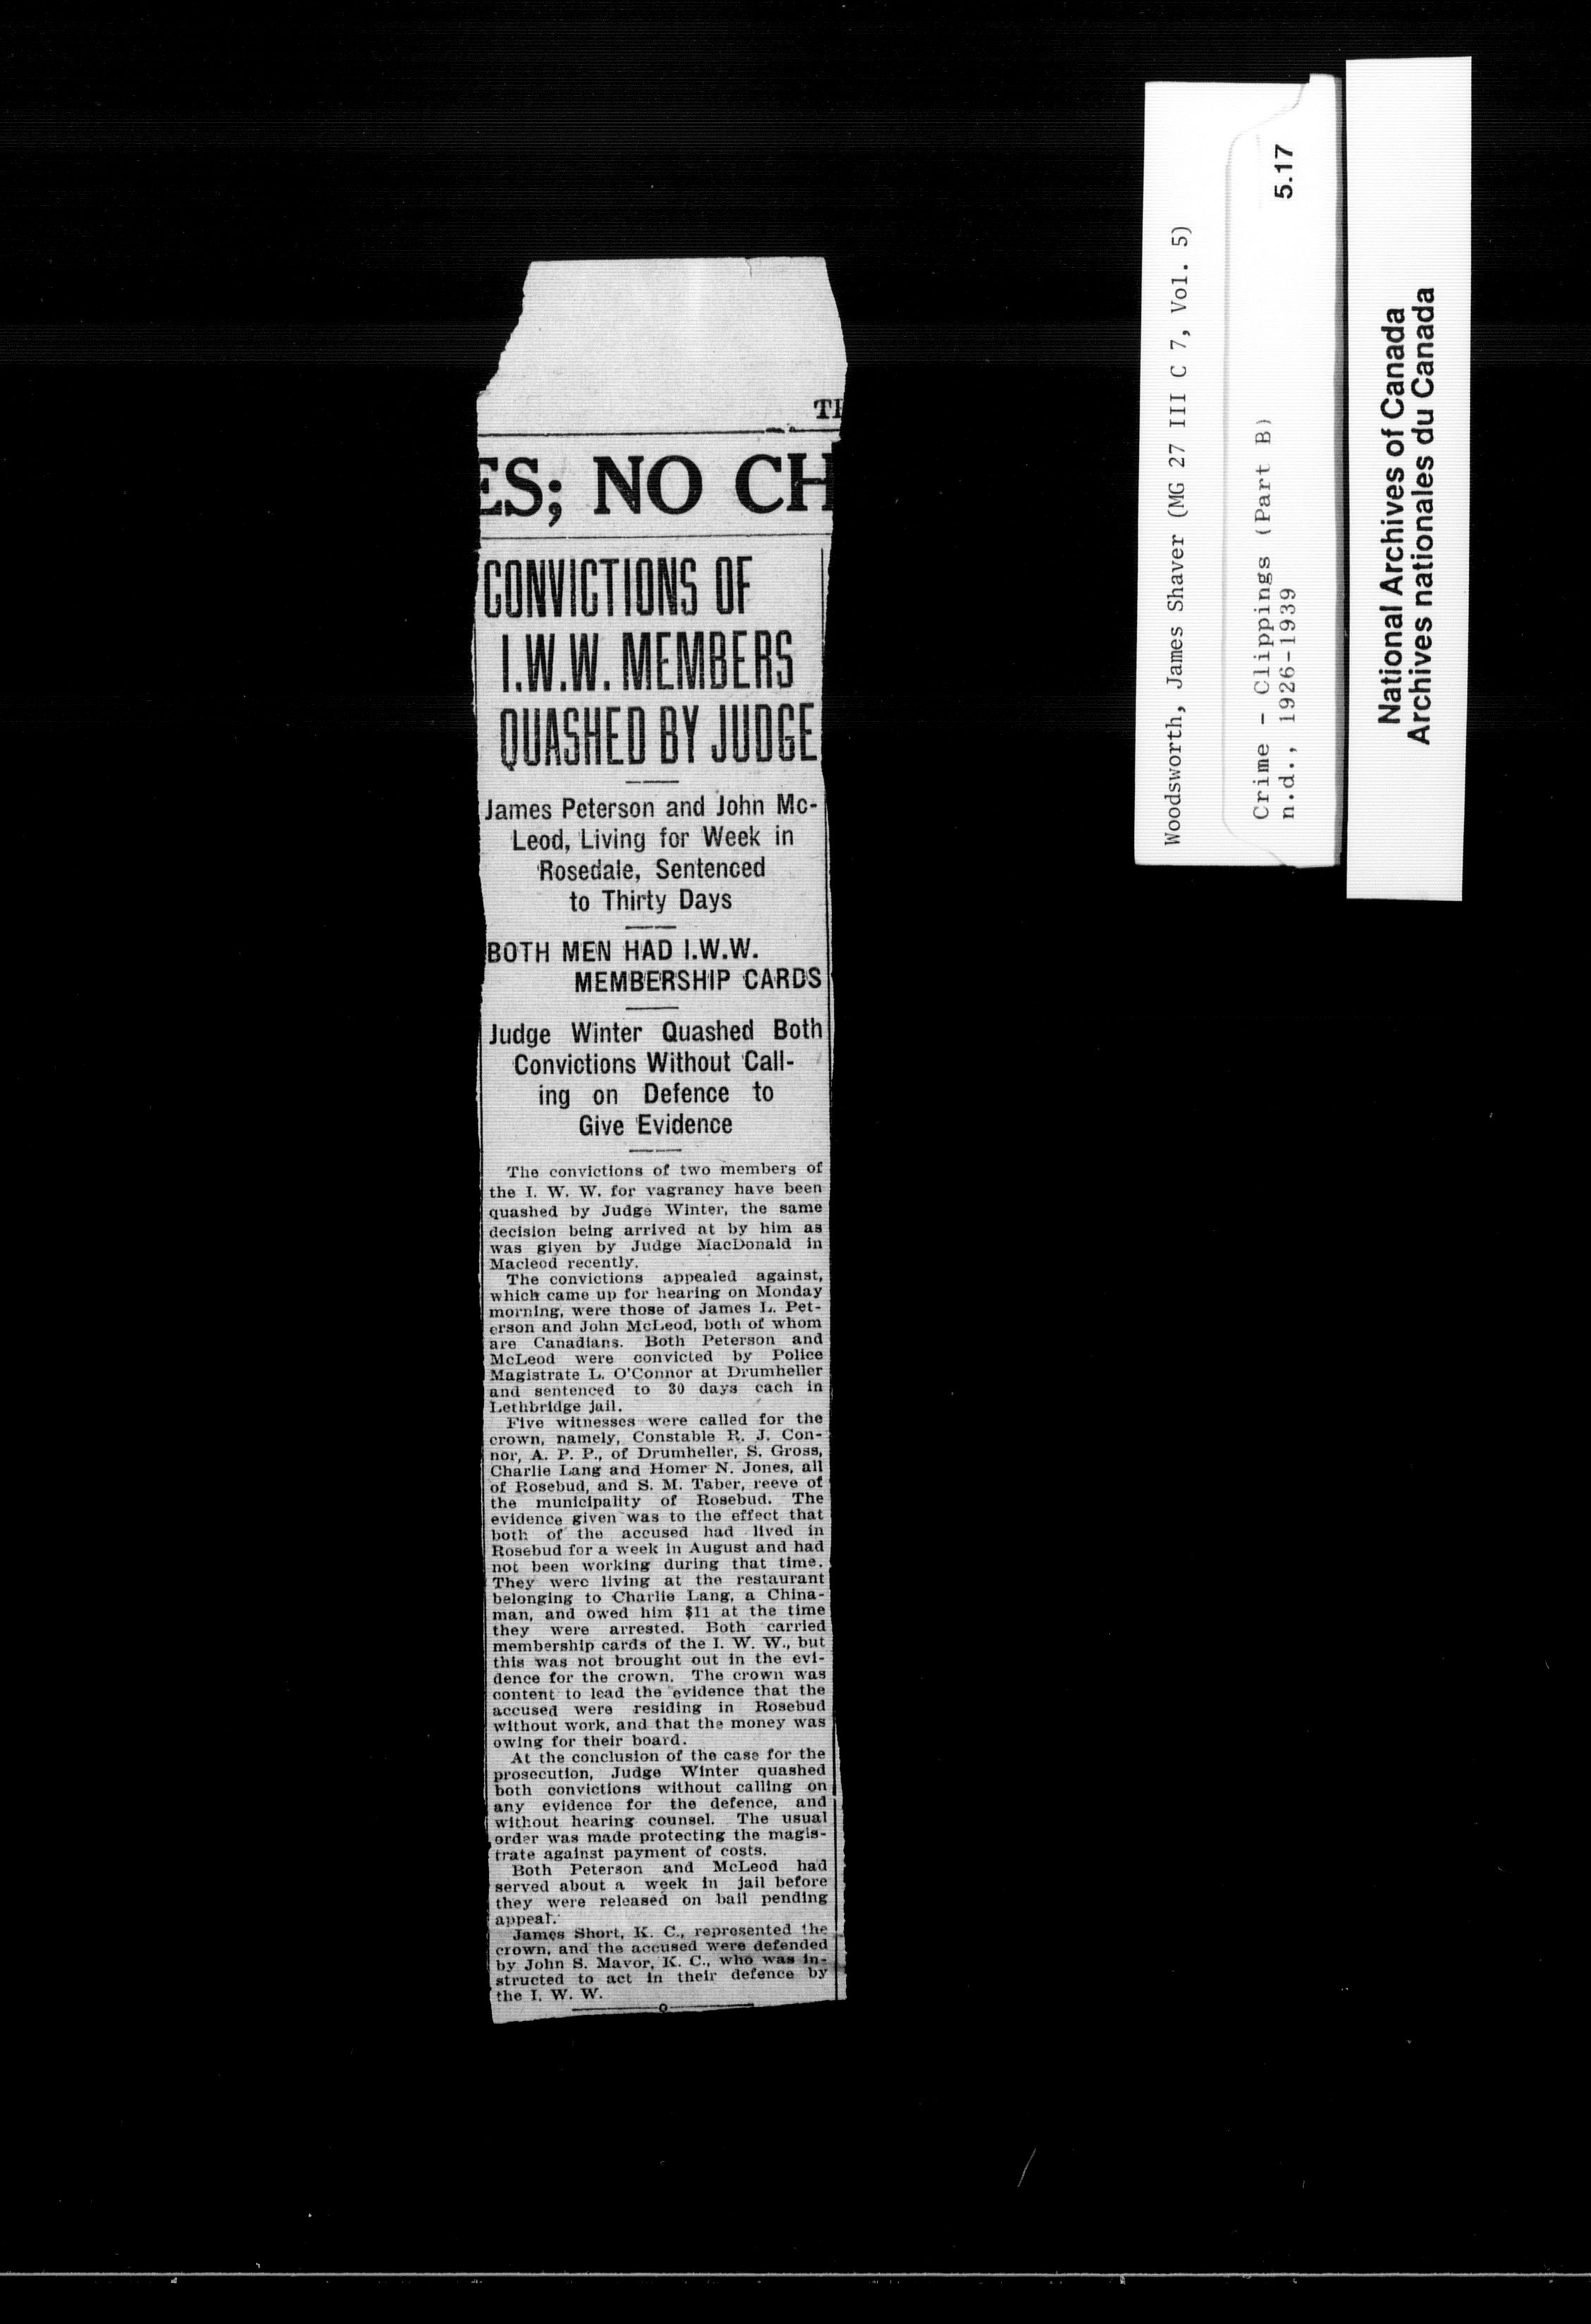 TH
ES; NO CH
CONVICTIONS OF
I.W.W. MEMBERS
QUASHED BY JUDGE
James Peterson and John Mc-
Leod, Living for Week in
Rosedale, Sentenced
to Thirty Days
BOTH MEN HAD I.W.W.
MEMBERSHIP CARDS
Judge Winter Quashed Both
Convictions Without Call-
ing on Defence to
Give Evidence
The convictions of two members of
the I. W. W. for vagrancy have been
quashed by Judge Winter, the same
decision being arrived at by him as
was given by Judge MacDonald in
Macleod recently.
The convictions appealed against,
which came up for hearing on Monday
morning, were those of James L. Pet-
erson and John McLeod, both of whom
are Canadians. Both Peterson and
McLeod were convicted by Police
Magistrate L. O'Connor at Drumheller
and sentenced to 30 days each in
Lethbridge jail.
Five witnesses were called for the
crown, namely, Constable R. J. Con-
nor, A. P. P., of Drumheller, S. Gross,
Charlie Lang and Homer N. Jones, all
of Rosebud, and S. M. Taber, reeve of
the municipality of Rosebud. The
evidence given was to the effect that
both of the accused had lived in
Rosebud for a week in August and had
not been working during that time.
They were living at the restaurant
belonging to Charlie Lang, a China-
man, and owed him $11 at the time
they were arrested. Both carried
membership cards of the I. W. W., but
this was not brought out in the evi-
dence for the crown. The crown was
content to lead the evidence that the
accused were residing in Rosebud
without work, and that the money was
owing for their board.
At the conclusion of the case for the
prosecution, Judge Winter quashed
both convictions without calling on
any evidence for the defence, and
without hearing counsel. The usual
order was made protecting the magis-
trate against payment of costs.
Both Peterson and McLeod had
served about a week in jail before
they were released on bail pending
appeal.
James Short, K. C., represented the
crown, and the accused were defended
by John S. Mavor, K. C., who was in-
structed to act in their defence by
the I. W. W.
Woodsworth, James Shaver (MG 27 III C 7, Vol. 5)
Crime - Clippings (Part B)
n.d., 1926-1939
5.17
National Archives of Canada
Archives nationales du Canada